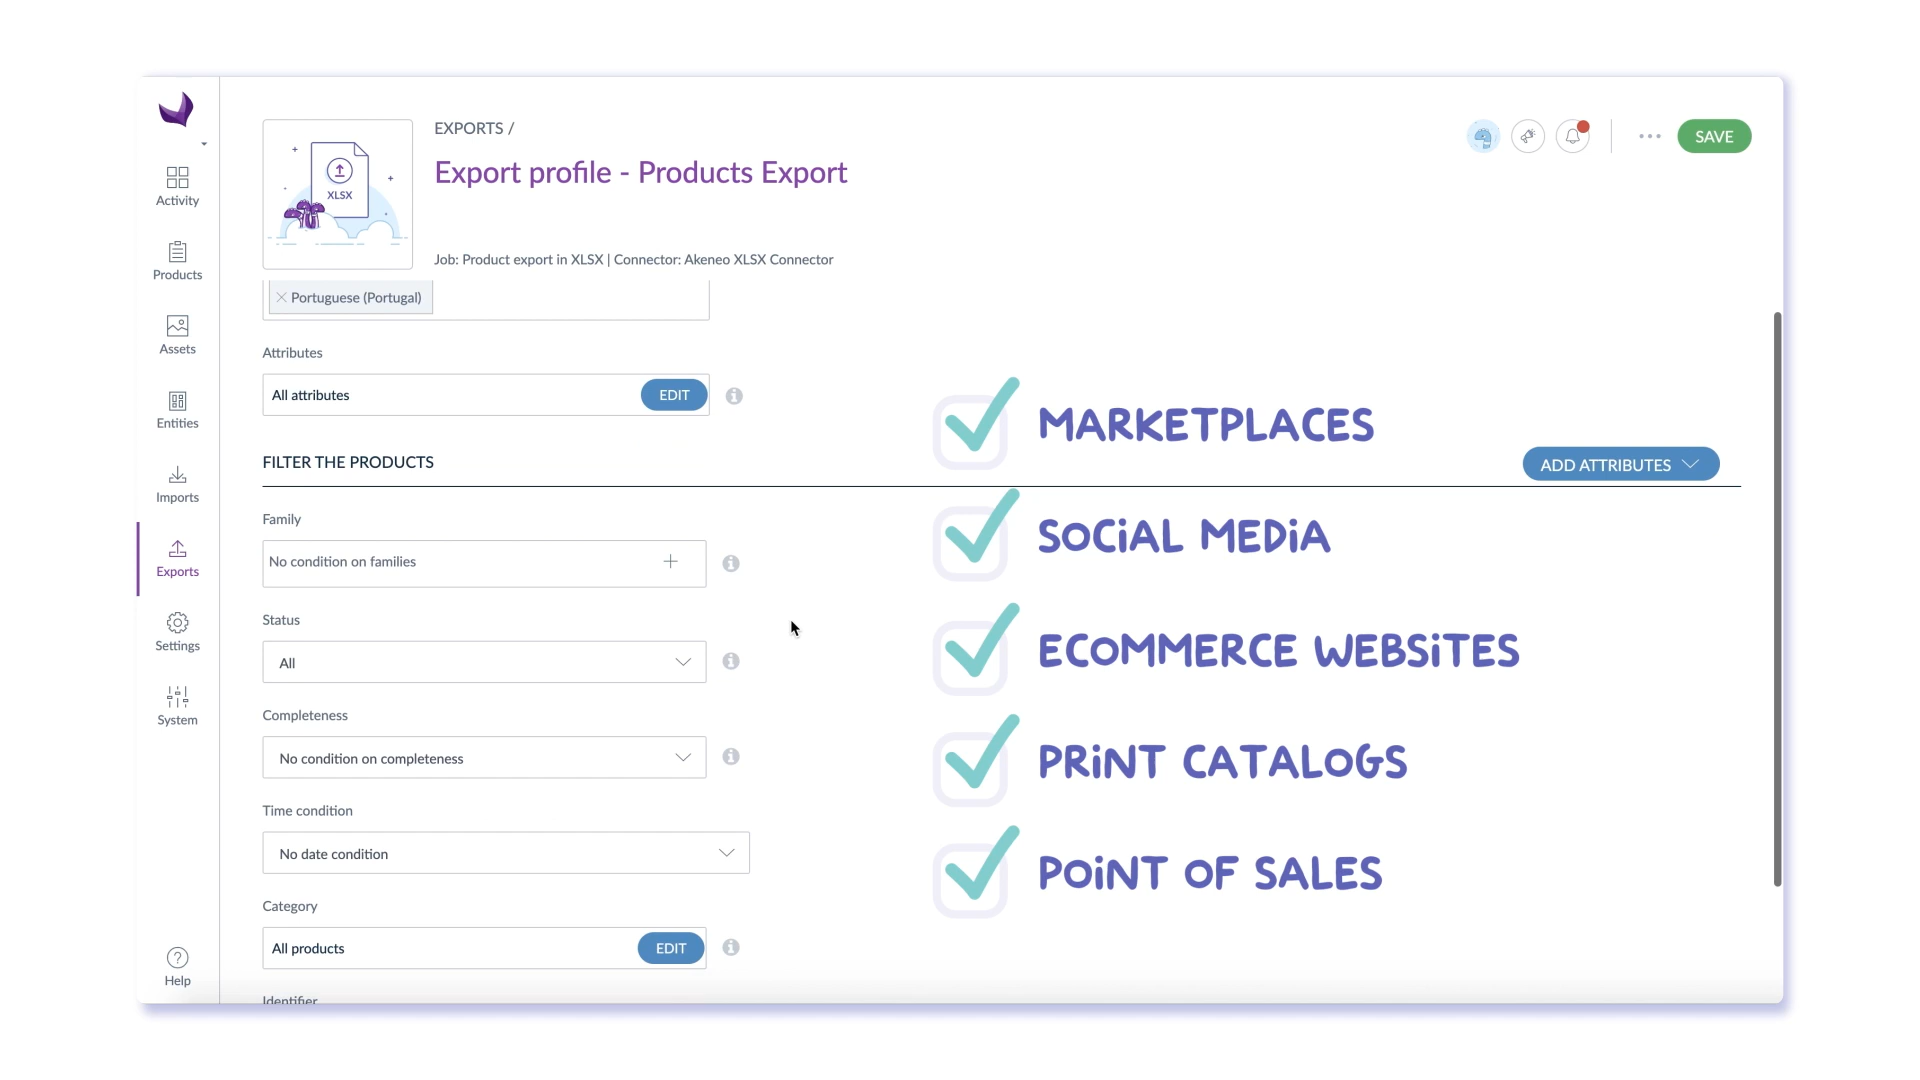 EXPORTS /
Export profile - Products Export
SAVE
XLSX
Job: Product export in XLSX | Connector: Akeneo XLSX Connector
Activity
Products
Assets
Entities
Imports
Exports
Settings
System
Help
Portuguese (Portugal)
Attributes
All attributes
EDIT
FILTER THE PRODUCTS
ADD ATTRIBUTES
Family
No condition on families
Status
All
Completeness
No condition on completeness
Time condition
No date condition
Category
All products
EDIT
Identifier
MARKETPLACES
SOCiAL MEDiA
ECOMMERCE WEBSiTES
PRiNT CATALOGS
POiNT OF SALES